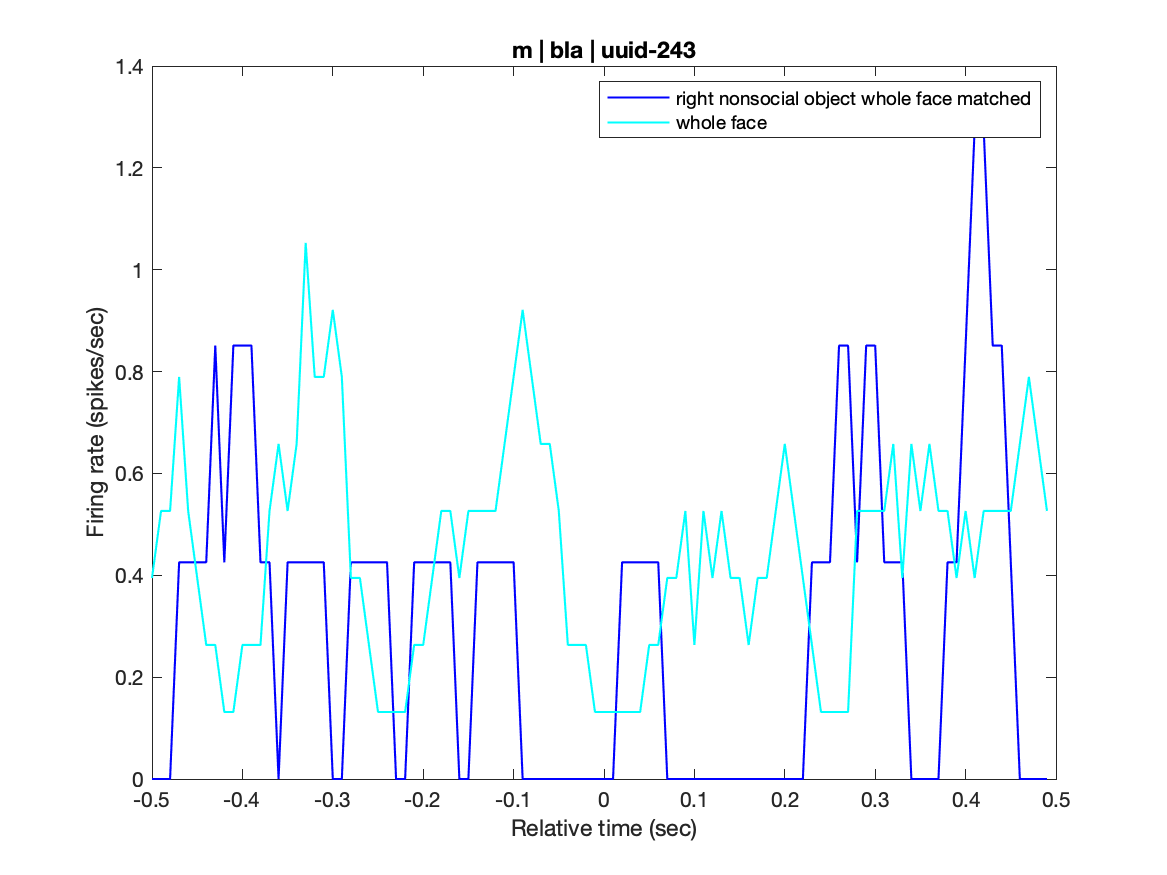 m | bla | uuid-243
1.4
1.2
1
0.8
0.6
0.4
0.2
0
Firing rate (spikes/sec)
right nonsocial object whole face matched
whole face
-0.5 -0.4 -0.3 -0.2 -0.1 0 0.1 0.2 0.3 0.4 0.5
Relative time (sec)